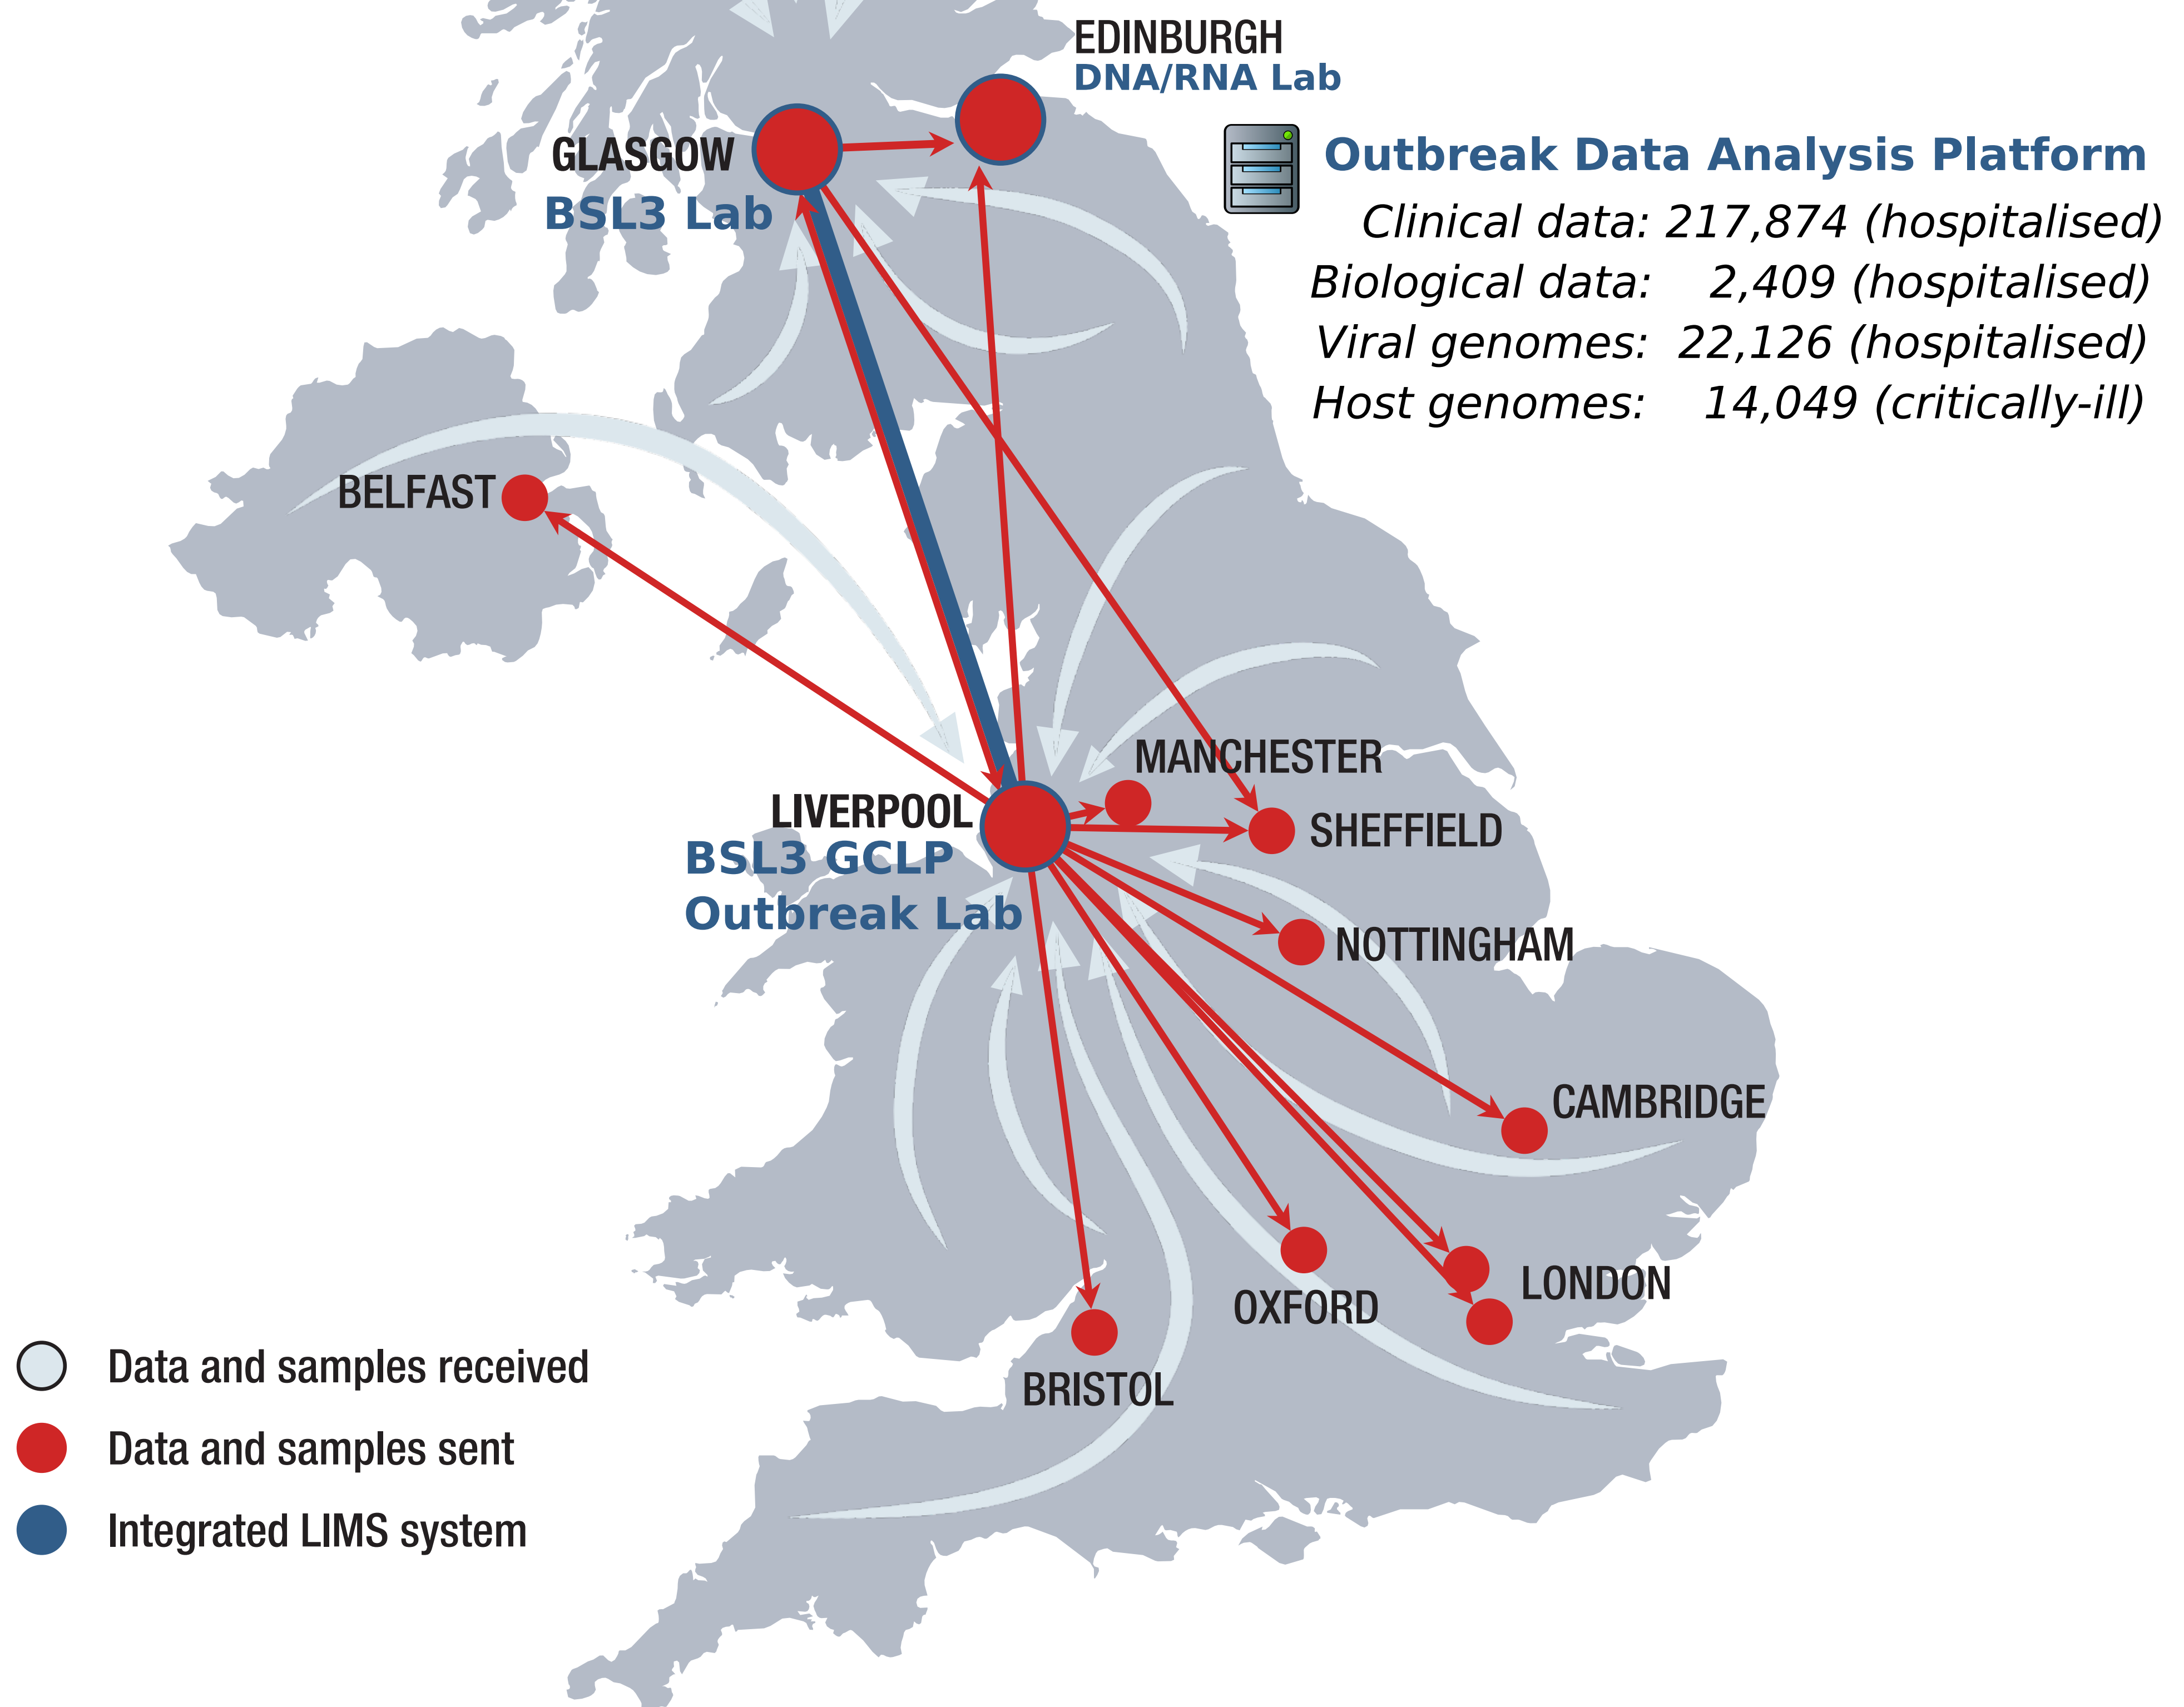 EDINBURGH
DNA/RNA Lab
GLASGOW
BSL3 Lab
Outbreak Data Analysis Platform
Clinical data: 217,874 (hospitalised)
Biological data: 2,409 (hospitalised)
Viral genomes: 22,126 (hospitalised)
Host genomes: 14,049 (critically-ill)
BELFAST
MANCHESTER
LIVERPOOL
BSL3 GCLP
Outbreak Lab
SHEFFIELD
NOTTINGHAM
CAMBRIDGE
LONDON
OXFORD
BRISTOL
Data and samples received
Data and samples sent
Integrated LIMS system